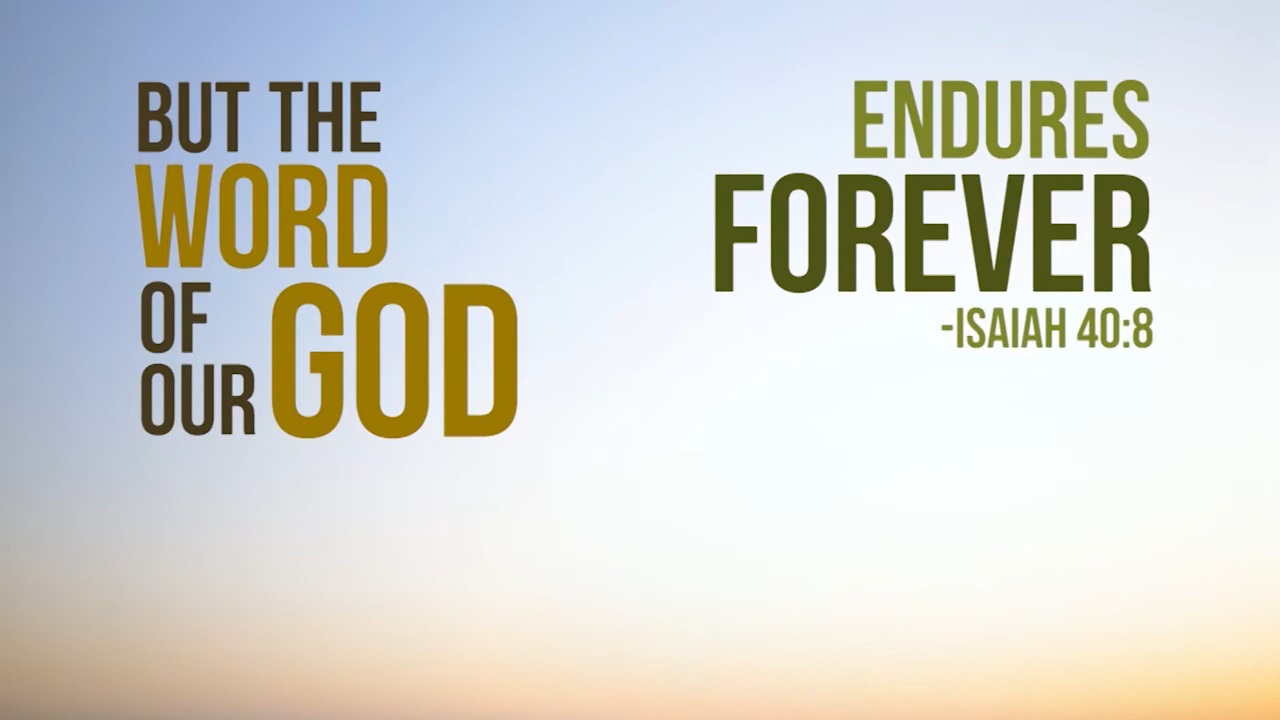 BUT THE
WORD
OF
OUR GOD
ENDURES
FOREVER
-ISAIAH 40:8